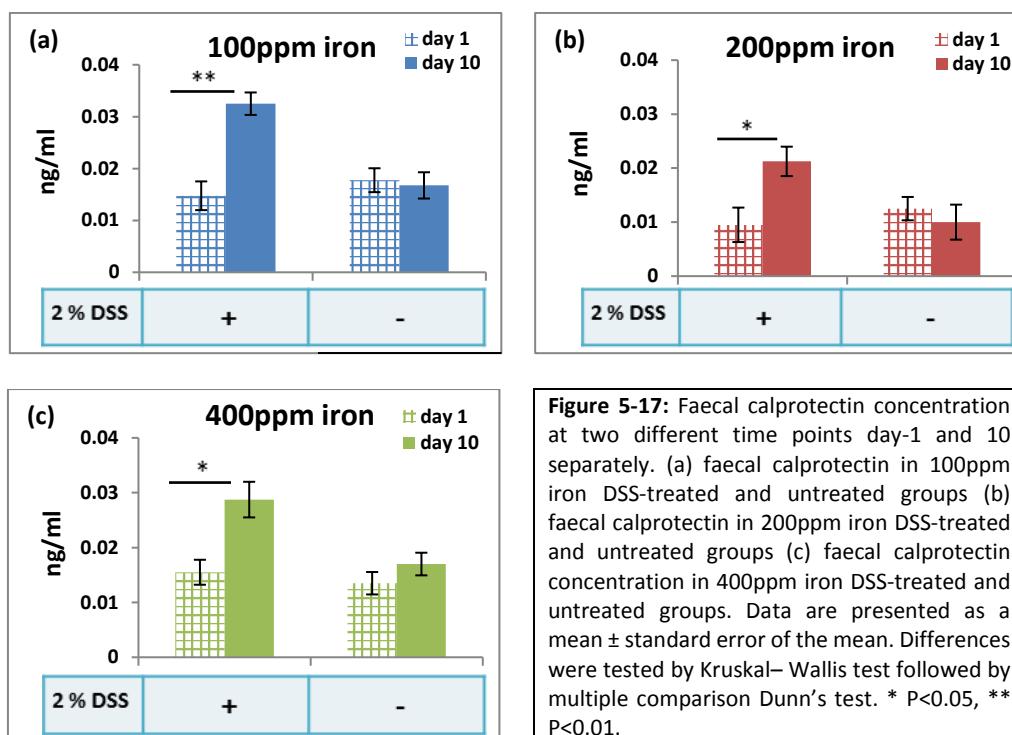 (a)
100ppm iron
day 1
day 10
0.04
0.03
0.02
0.01
0
ng/ml
**
2 % DSS + -
(b)
200ppm iron
day 1
day 10
0.04
0.03
0.02
0.01
0
ng/ml
*
2 % DSS + -
(c)
400ppm iron
day 1
day 10
0.04
0.03
0.02
0.01
0
ng/ml
*
2 % DSS + -
Figure 5-17: Faecal calprotectin concentration
at two different time points day-1 and 10
separately. (a) faecal calprotectin in 100ppm
iron DSS-treated and untreated groups (b)
faecal calprotectin in 200ppm iron DSS-treated
and untreated groups (c) faecal calprotectin
concentration in 400ppm iron DSS-treated and
untreated groups. Data are presented as a
mean ± standard error of the mean. Differences
were tested by Kruskal– Wallis test followed by
multiple comparison Dunn’s test. * P<0.05, **
P<0.01.